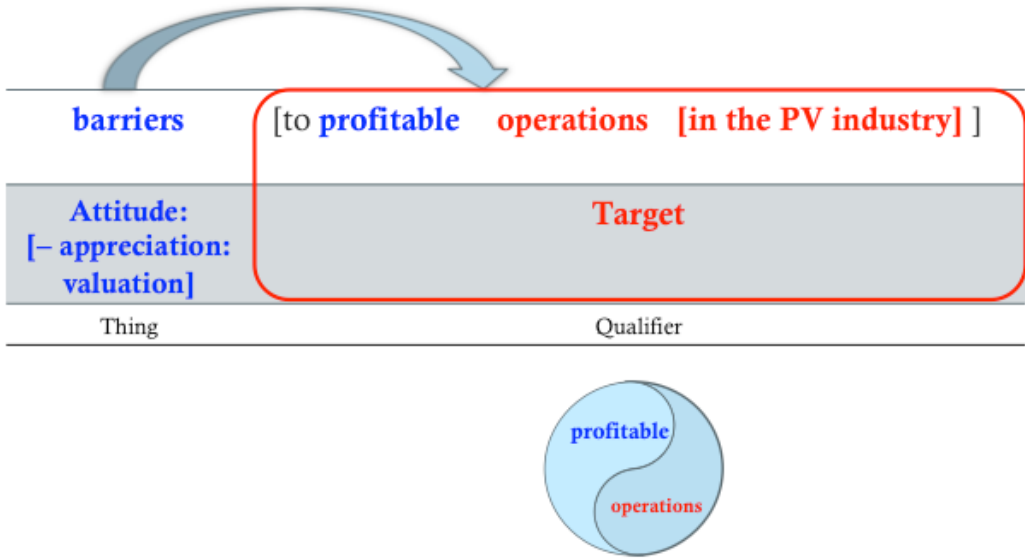 barriers [to profitable operations [in the PV industry] ]
Attitude: Target
[– appreciation:
valuation]
Thing Qualifier
profitable
operations